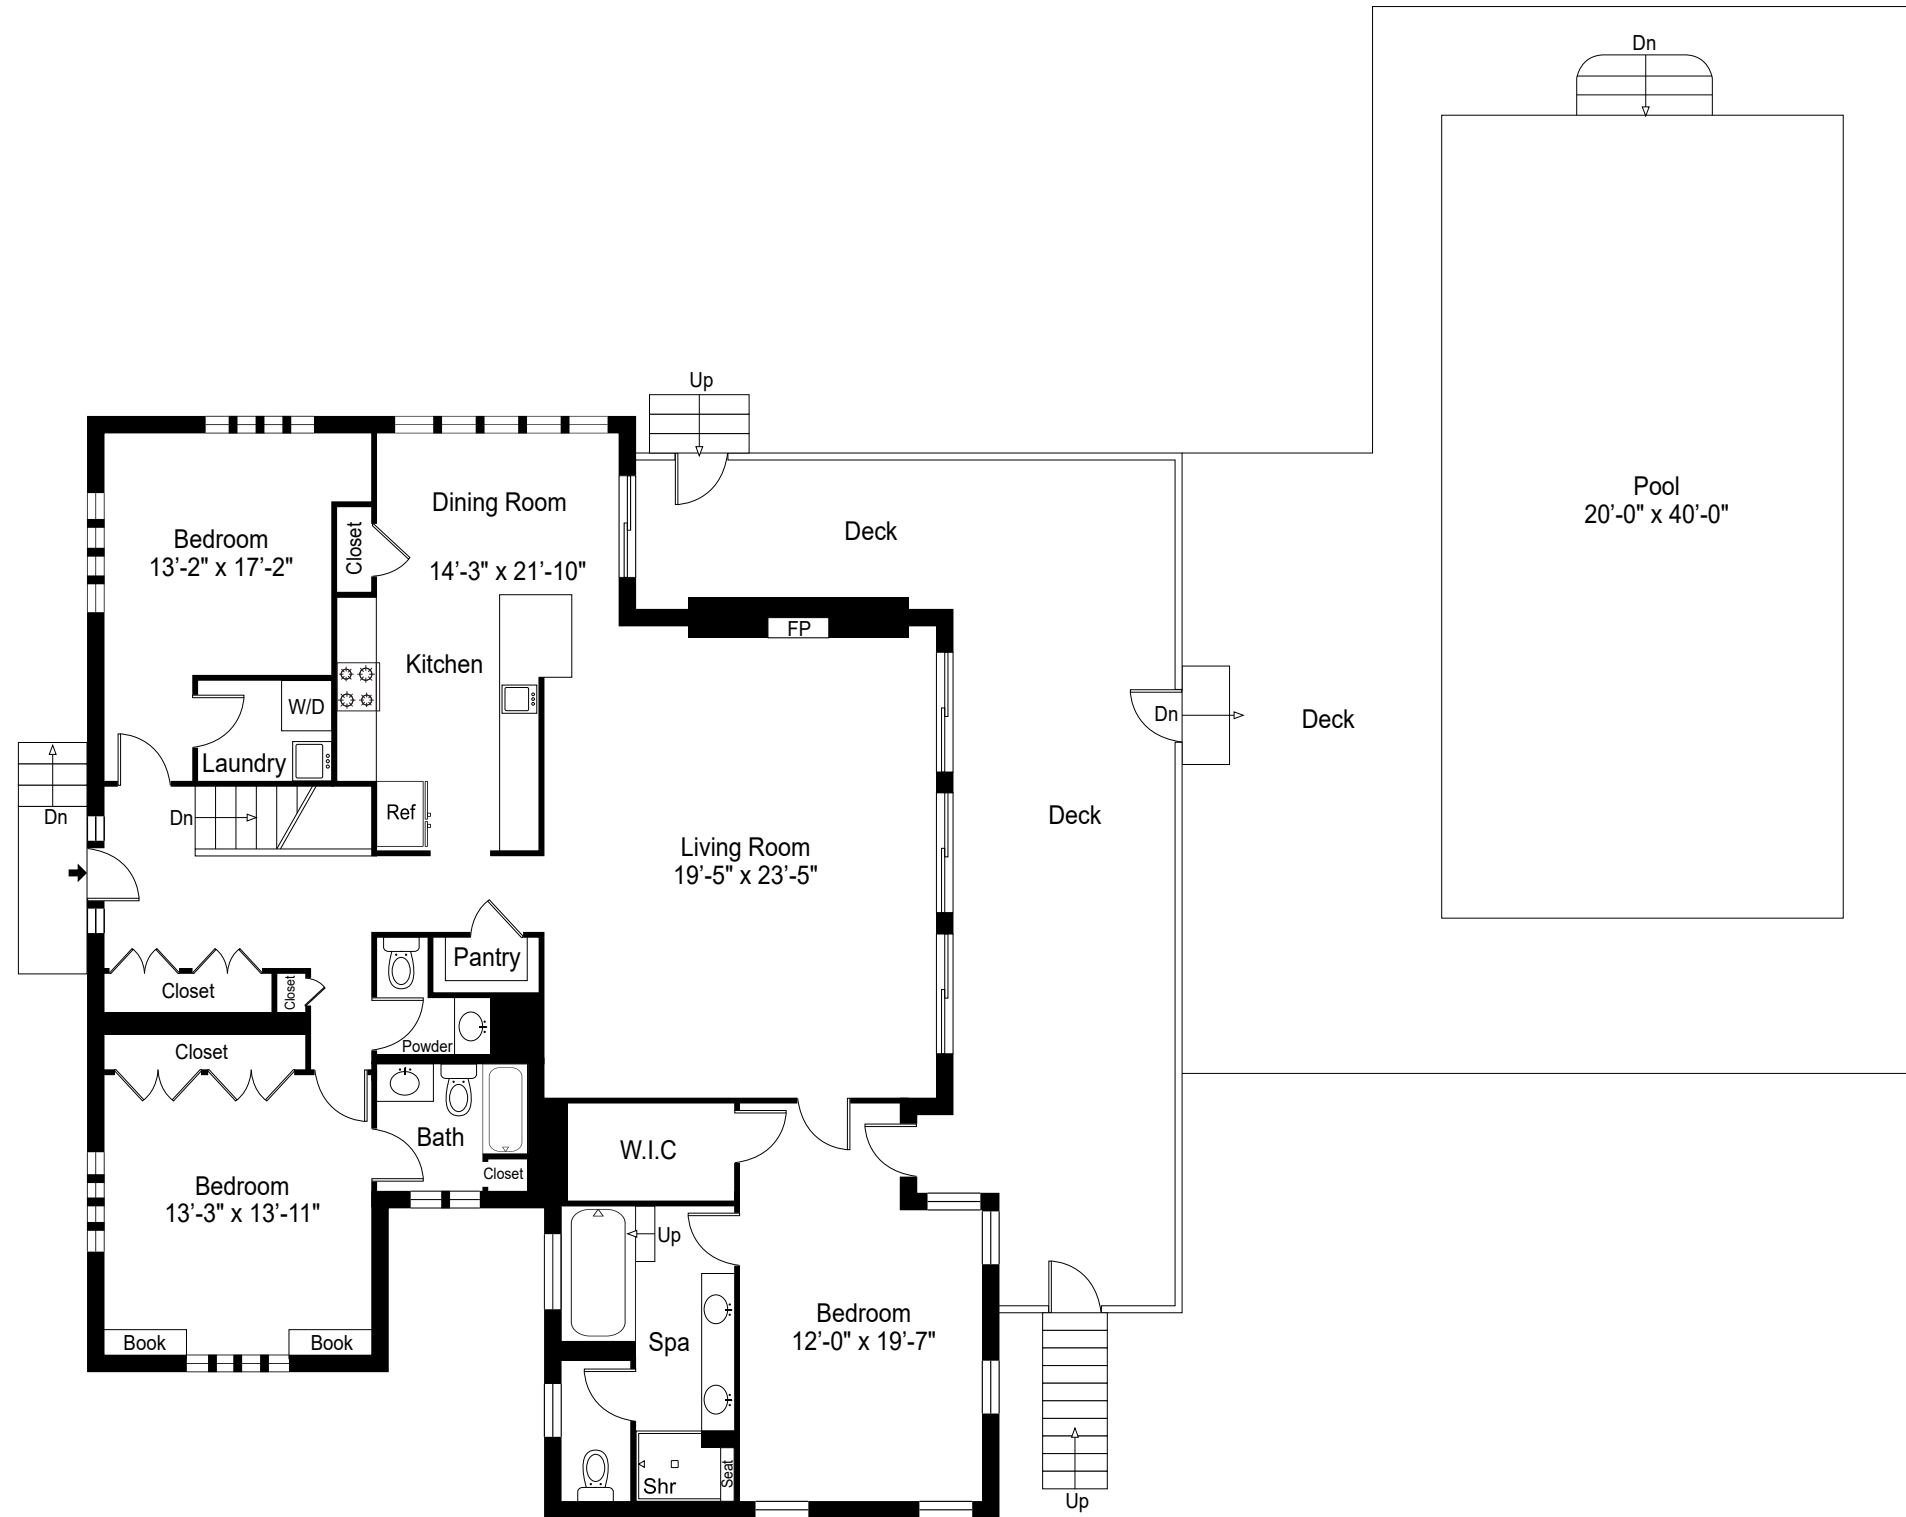 Dn
Up
Pool
20'-0" x 40'-0"
Dining Room
Deck
Bedroom
13'-2" x 17'-2"
Closet
14'-3" x 21'-10"
FP
Kitchen
W/D
Dn
Deck
Laundry
Dn
Dn
Ref
Deck
Living Room
19'-5" x 23'-5"
Pantry
Closet
Closet
Powder
Closet
Bath
W.I.C
Closet
Bedroom
13'-3" x 13'-11"
Up
Bedroom
12'-0" x 19'-7"
Book
Book
Spa
Shr
Seat
Up